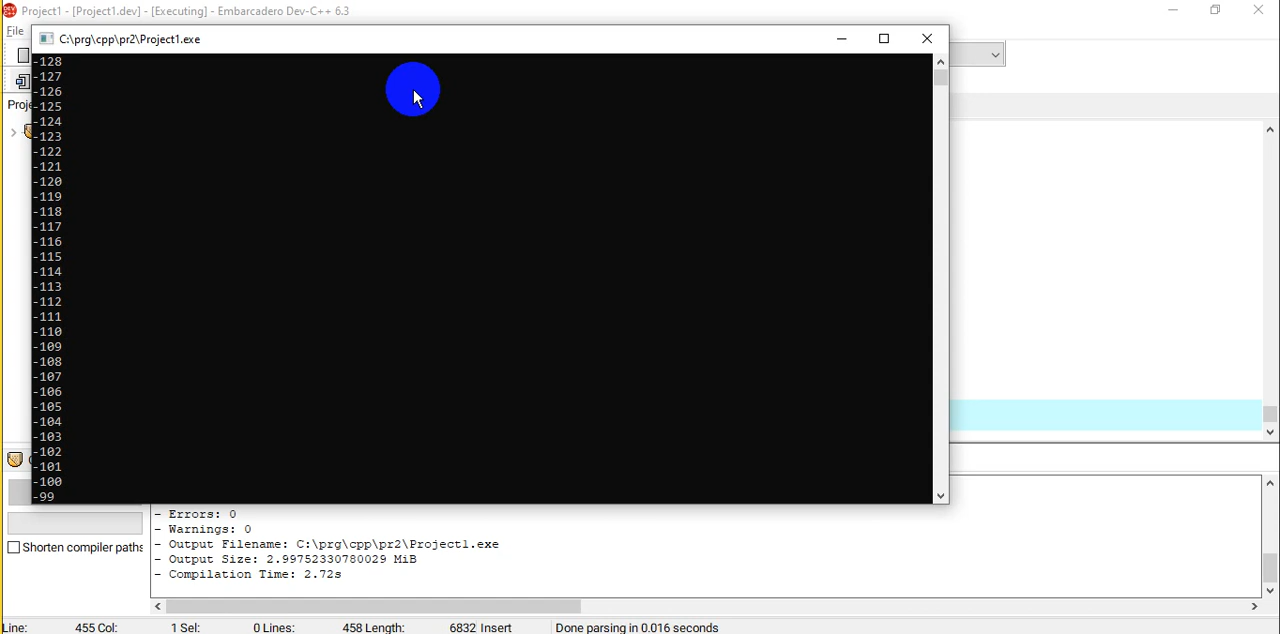 Project1 - [Project1.dev] - [Executing] - Embarcadero Dev-C++ 6.3
File
C:\prg\cpp\pr2\Project1.exe
-128
-127
-126
Proje
-125
-124
-123
-122
-121
-120
-119
-118
-117
-116
-115
-114
-113
-112
-111
-110
-109
-108
-107
-106
-105
-104
-103
-102
-101
-100
-99
- Errors: 0
- Warnings: 0
Shorten compiler paths
- Output Filename: C:\prg\cpp\pr2\Project1.exe
- Output Size: 2.99752330780029 MiB
- Compilation Time: 2.72s
Line: 455 Col: 1 Sel: 0 Lines: 458 Length: 6832 Insert Done parsing in 0.016 seconds